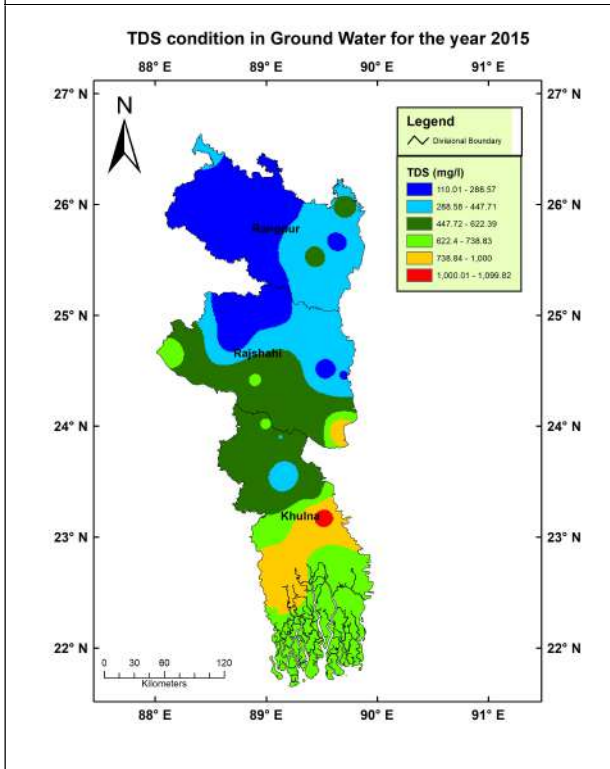 TDS condition in Ground Water for the year 2015
88° E 89° E 90° E 91° E
27° N
26° N
25° N
24° N
23° N
22° N
N
Legend
Divisional Boundary
TDS (mg/l)
110.01 - 288.57
288.58 - 447.71
447.72 - 622.39
622.4 - 738.83
738.84 - 1,000
1,000.01 - 1,099.82
27° N
26° N
25° N
24° N
23° N
22° N
Rangpur
Rajshahi
Khulna
0 30 60 120
Kilometers
88° E 89° E 90° E 91° E